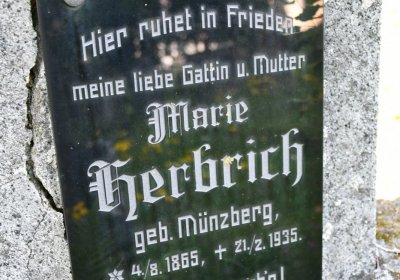 Hier ruhet in Frieden
meine liebe Gattin u. Mutter
Marie
Herbrich
geb. Münzberg,
* 4./8. 1865, + 21./2. 1935.